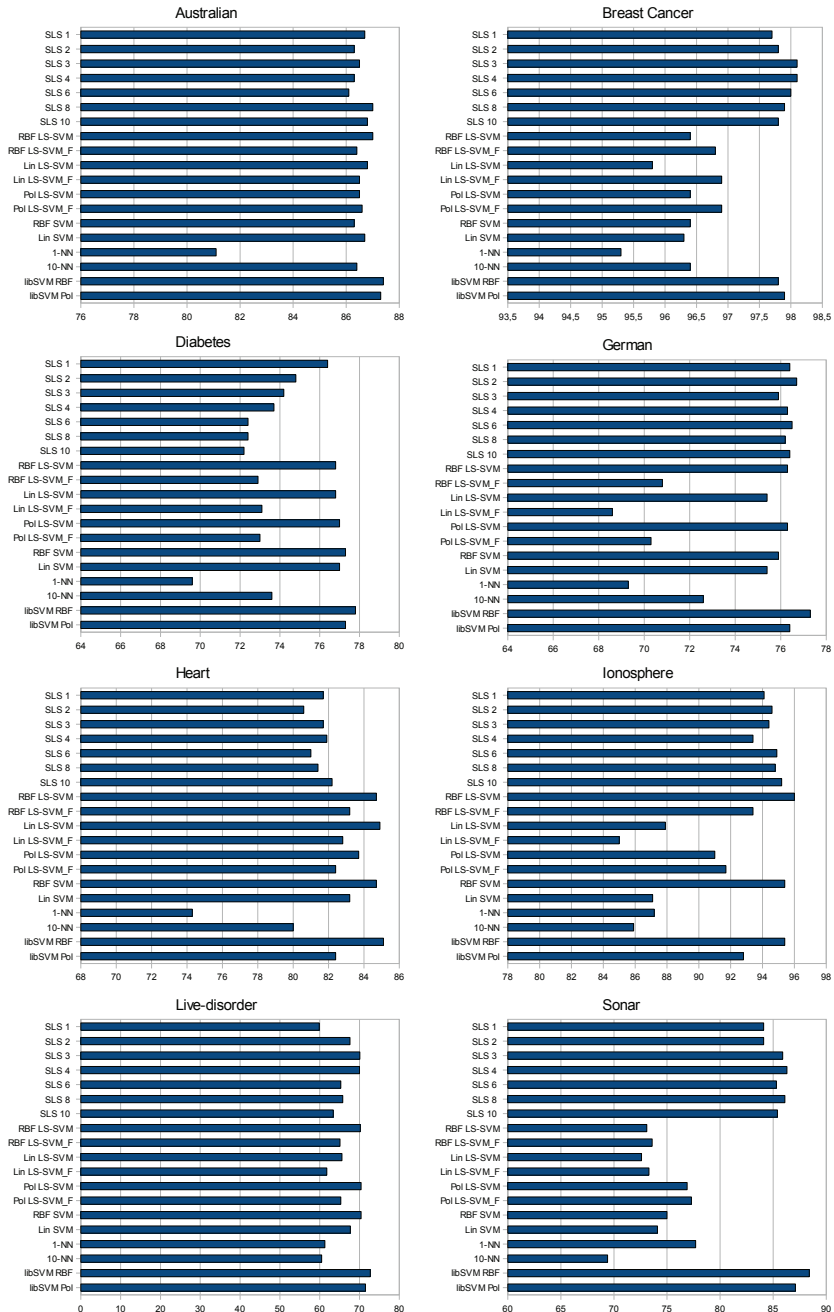 Australian
SLS 1
SLS 2
SLS 3
SLS 4
SLS 6
SLS 8
SLS 10
RBF LS-SVM
RBF LS-SVM_F
Lin LS-SVM
Lin LS-SVM_F
Pol LS-SVM
Pol LS-SVM_F
RBF SVM
Lin SVM
1-NN
10-NN
libSVM RBF
libSVM Pol
76 78 80 82 84 86 88
Breast Cancer
SLS 1
SLS 2
SLS 3
SLS 4
SLS 6
SLS 8
SLS 10
RBF LS-SVM
RBF LS-SVM_F
Lin LS-SVM
Lin LS-SVM_F
Pol LS-SVM
Pol LS-SVM_F
RBF SVM
Lin SVM
1-NN
10-NN
libSVM RBF
libSVM Pol
93,5 94 94,5 95 95,5 96 96,5 97 97,5 98 98,5
Diabetes
SLS 1
SLS 2
SLS 3
SLS 4
SLS 6
SLS 8
SLS 10
RBF LS-SVM
RBF LS-SVM_F
Lin LS-SVM
Lin LS-SVM_F
Pol LS-SVM
Pol LS-SVM_F
RBF SVM
Lin SVM
1-NN
10-NN
libSVM RBF
libSVM Pol
64 66 68 70 72 74 76 78 80
German
SLS 1
SLS 2
SLS 3
SLS 4
SLS 6
SLS 8
SLS 10
RBF LS-SVM
RBF LS-SVM_F
Lin LS-SVM
Lin LS-SVM_F
Pol LS-SVM
Pol LS-SVM_F
RBF SVM
Lin SVM
1-NN
10-NN
libSVM RBF
libSVM Pol
64 66 68 70 72 74 76 78
Heart
SLS 1
SLS 2
SLS 3
SLS 4
SLS 6
SLS 8
SLS 10
RBF LS-SVM
RBF LS-SVM_F
Lin LS-SVM
Lin LS-SVM_F
Pol LS-SVM
Pol LS-SVM_F
RBF SVM
Lin SVM
1-NN
10-NN
libSVM RBF
libSVM Pol
68 70 72 74 76 78 80 82 84 86
Ionosphere
SLS 1
SLS 2
SLS 3
SLS 4
SLS 6
SLS 8
SLS 10
RBF LS-SVM
RBF LS-SVM_F
Lin LS-SVM
Lin LS-SVM_F
Pol LS-SVM
Pol LS-SVM_F
RBF SVM
Lin SVM
1-NN
10-NN
libSVM RBF
libSVM Pol
78 80 82 84 86 88 90 92 94 96 98
Live-disorder
SLS 1
SLS 2
SLS 3
SLS 4
SLS 6
SLS 8
SLS 10
RBF LS-SVM
RBF LS-SVM_F
Lin LS-SVM
Lin LS-SVM_F
Pol LS-SVM
Pol LS-SVM_F
RBF SVM
Lin SVM
1-NN
10-NN
libSVM RBF
libSVM Pol
0 10 20 30 40 50 60 70 80
Sonar
SLS 1
SLS 2
SLS 3
SLS 4
SLS 6
SLS 8
SLS 10
RBF LS-SVM
RBF LS-SVM_F
Lin LS-SVM
Lin LS-SVM_F
Pol LS-SVM
Pol LS-SVM_F
RBF SVM
Lin SVM
1-NN
10-NN
libSVM RBF
libSVM Pol
60 65 70 75 80 85 90